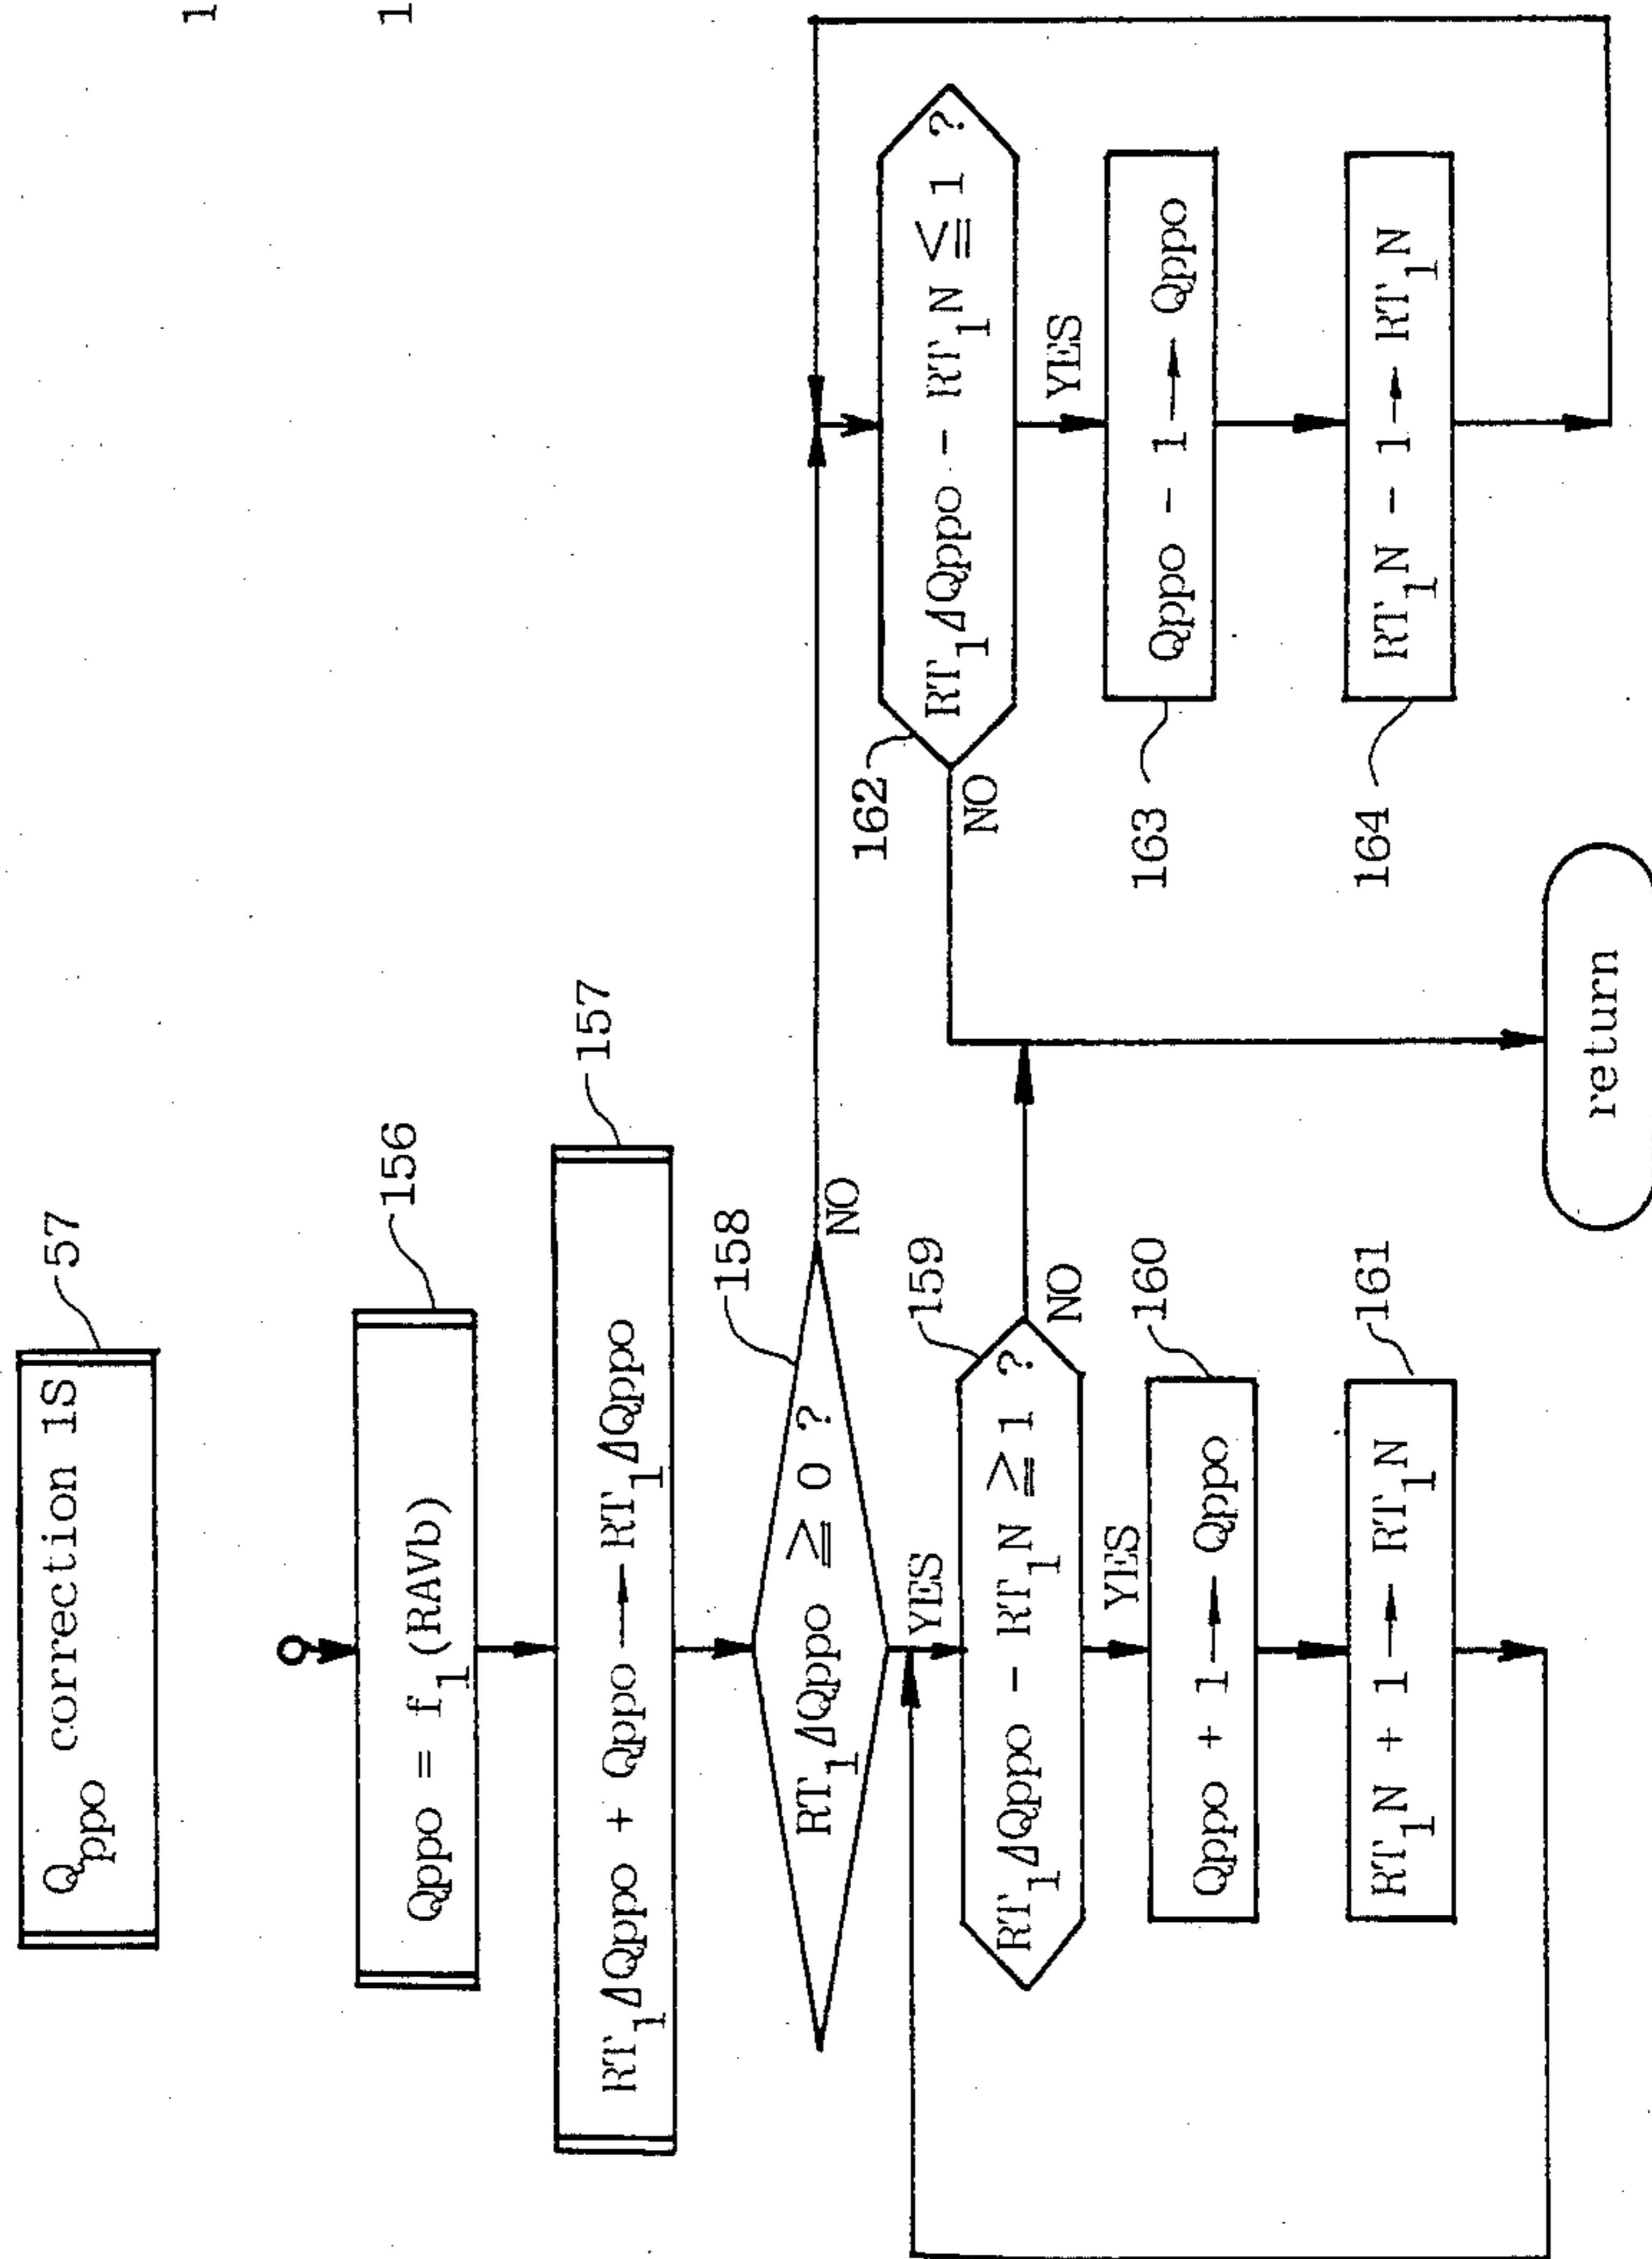 Qppo correction 1S
57
Qppo = f1(RAVb)
156
RT1ΔQppo + Qppo → RT1ΔQppo
157
RT1ΔQppo ≧ 0 ?
158
NO
YES
RT1ΔQppo - RT1N ≧ 1 ?
159
NO
YES
Qppo + 1 → Qppo
160
RT1N + 1 → RT1N
161
RT1ΔQppo - RT1N ≦ 1 ?
162
NO
YES
Qppo - 1 → Qppo
163
RT1N - 1 → RT1N
164
return
1
1